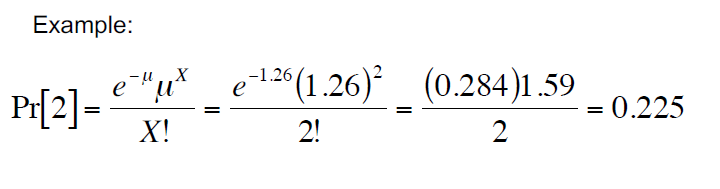 Example:
Pr[2] = e^{-μ}μ^{X} / X! = e^{-1.26}(1.26)^{2} / 2! = (0.284)1.59 / 2 = 0.225